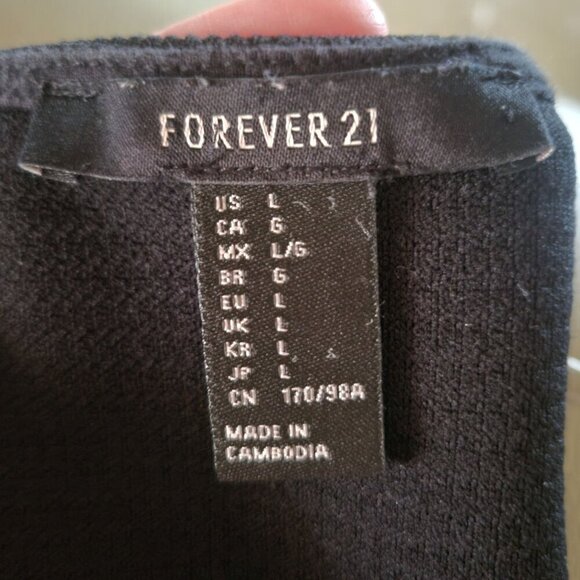 FOREVER 21
US L
CA G
MX L/G
BR G
EU L
UK L
KR L
JP L
CN 170/98A
MADE IN
CAMBODIA